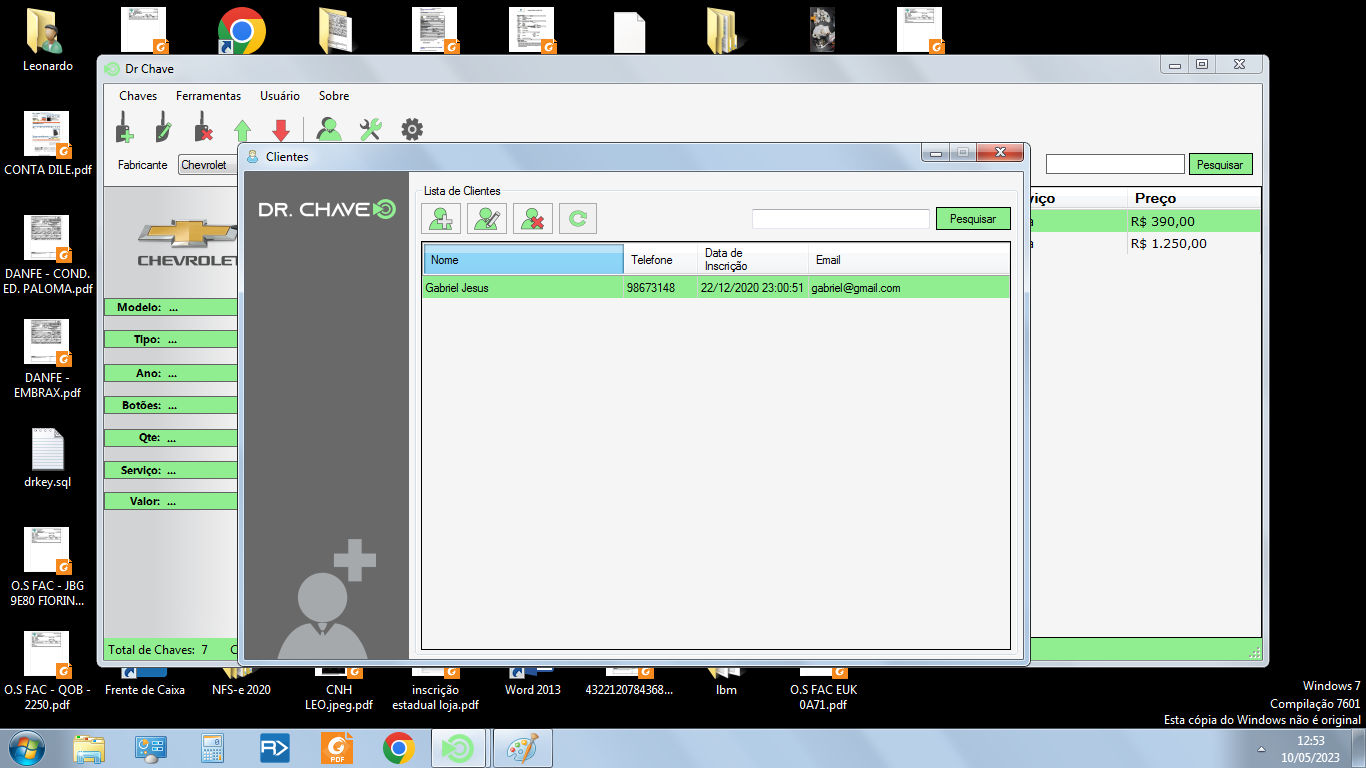 Leonardo
CONTA DILE.pdf
DANFE - COND.
ED. PALOMA.pdf
DANFE -
EMBRAX.pdf
drkey.sql
O.S FAC - JBG
9E80 FIORIN...
O.S FAC - QOB -
2250.pdf
Dr Chave
Chaves Ferramentas Usuário Sobre
Fabricante Chevrolet
Pesquisar
CHEVROLET
Modelo: ...
Tipo: ...
Ano: ...
Botões: ...
Qte: ...
Serviço: ...
Valor: ...
Total de Chaves: 7
Preço
R$ 390,00
R$ 1.250,00
Clientes
DR. CHAVE
Lista de Clientes
Pesquisar
Nome Telefone Data de Inscrição Email
Gabriel Jesus 98673148 22/12/2020 23:00:51 gabriel@gmail.com
Frente de Caixa
NFS-e 2020
CNH
LEO.jpeg.pdf
inscrição
estadual loja.pdf
Word 2013
4322120784368...
O.S FAC EUK
0A71.pdf
Windows 7
Compilação 7601
Esta cópia do Windows não é original
PDF
12:53
10/05/2023